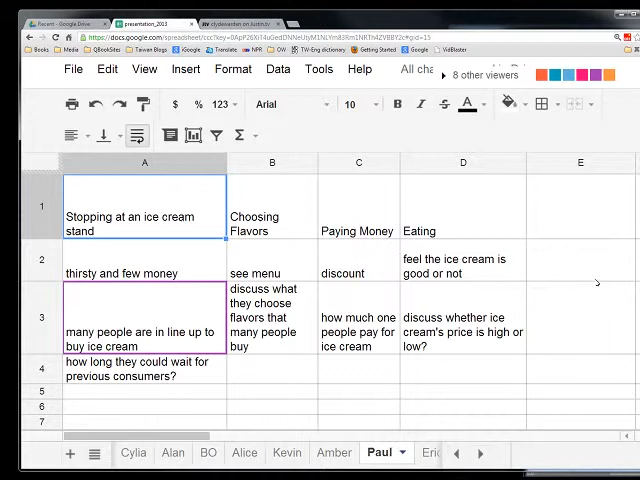 Recent - Google Drive
presentation_2013
clydewarden on Justin.tv
https://docs.google.com/spreadsheet/ccc?key=
#gid=15
Books
Media
QBookSites
Taiwan Blogs
Google
Translate
NPR
OW
TW-Eng dictionary
Getting Started
Google
VidBlaster
File Edit View Insert Format Data Tools Help All cha
8 other viewers
$ % 123 Arial 10 B I S A
A B C D E
1
Stopping at an ice cream
stand
Choosing
Flavors
Paying Money
Eating
2
thirsty and few money
see menu
discount
feel the ice cream is
good or not
3
many people are in line up to
buy ice cream
discuss what
they choose
flavors that
many people
buy
how much one
people pay for
ice cream
discuss whether ice
cream's price is high or
low?
4
how long they could wait for
previous consumers?
5
6
7
Cylia Alan BO Alice Kevin Amber Paul Eric